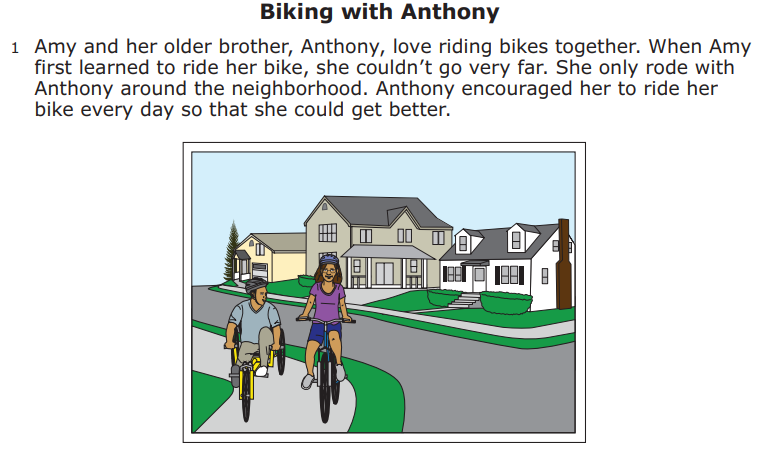 Biking with Anthony
1 Amy and her older brother, Anthony, love riding bikes together. When Amy
first learned to ride her bike, she couldn’t go very far. She only rode with
Anthony around the neighborhood. Anthony encouraged her to ride her
bike every day so that she could get better.